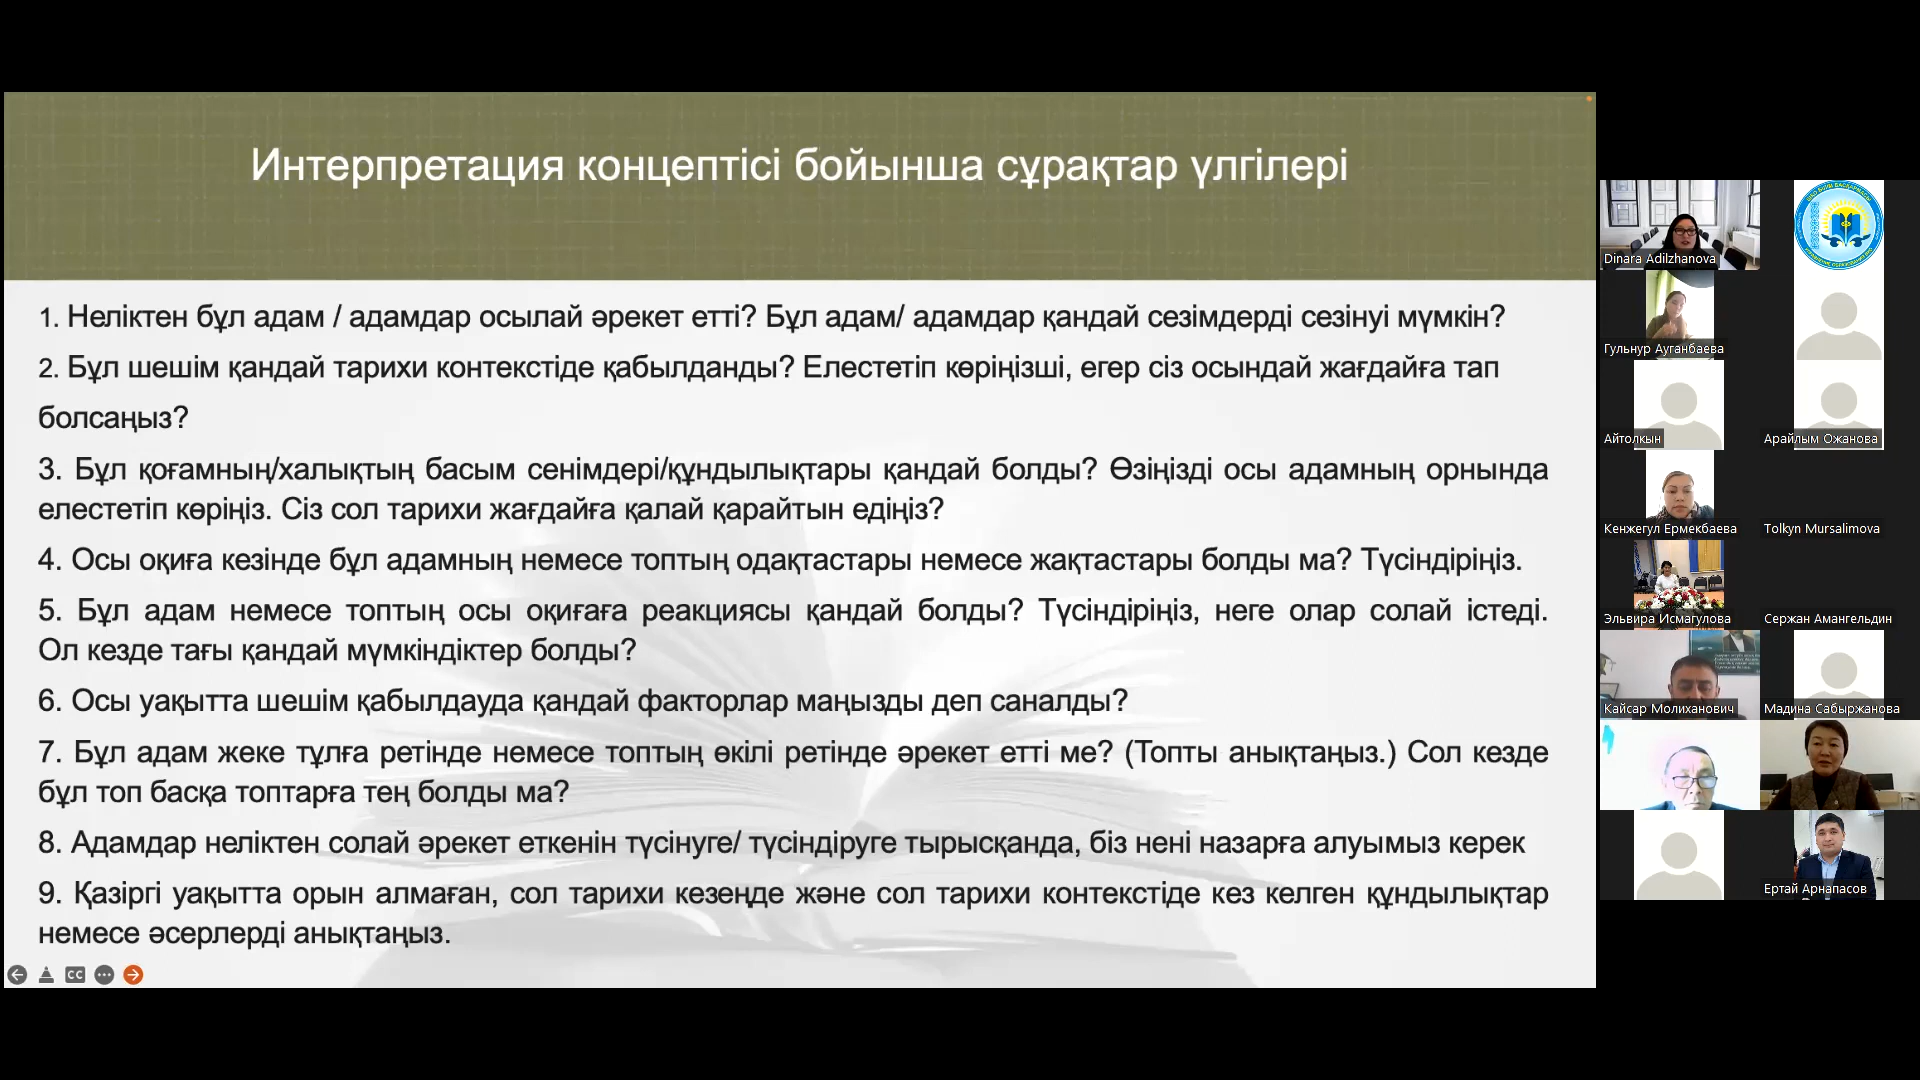 Интерпретация концептісі бойынша сұрақтар үлгілері
1. Неліктен бұл адам / адамдар осылай әрекет етті? Бұл адам/ адамдар қандай сезімдерді сезінуі мүмкін?
2. Бұл шешім қандай тарихи контекстіде қабылданды? Елестетіп көріңізші, егер сіз осындай жағдайға тап
болсаңыз?
3. Бұл қоғамның/халықтың басым сенімдері/құндылықтары қандай болды? Өзіңізді осы адамның орнында
елестетіп көріңіз. Сіз сол тарихи жағдайға қалай қарайтын едіңіз?
4. Осы оқиға кезінде бұл адамның немесе топтың одақтастары немесе жақтастары болды ма? Түсіндіріңіз.
5. Бұл адам немесе топтың осы оқиғаға реакциясы қандай болды? Түсіндіріңіз, неге олар солай істеді.
Ол кезде тағы қандай мүмкіндіктер болды?
6. Осы уақытта шешім қабылдауда қандай факторлар маңызды деп саналды?
7. Бұл адам жеке тұлға ретінде немесе топтың өкілі ретінде әрекет етті ме? (Топты анықтаңыз.) Сол кезде
бұл топ басқа топтарға тең болды ма?
8. Адамдар неліктен солай әрекет еткенін түсінуге/ түсіндіруге тырысқанда, біз нені назарға алуымыз керек
9. Қазіргі уақытта орын алмаған, сол тарихи кезеңде және сол тарихи контекстіде кез келген құндылықтар
немесе әсерлерді анықтаңыз.
CC
Dinara Adilzhanova
Гульнур Ауганбаева
Айтолкын
Арайлым Ожанова
Кенжегул Ермекбаева
Tolkyn Mursalimova
Эльвира Исмагулова
Сержан Амангельдин
Кайсар Молиханович
Мадина Сабыржанова
Ертай Арнапасов